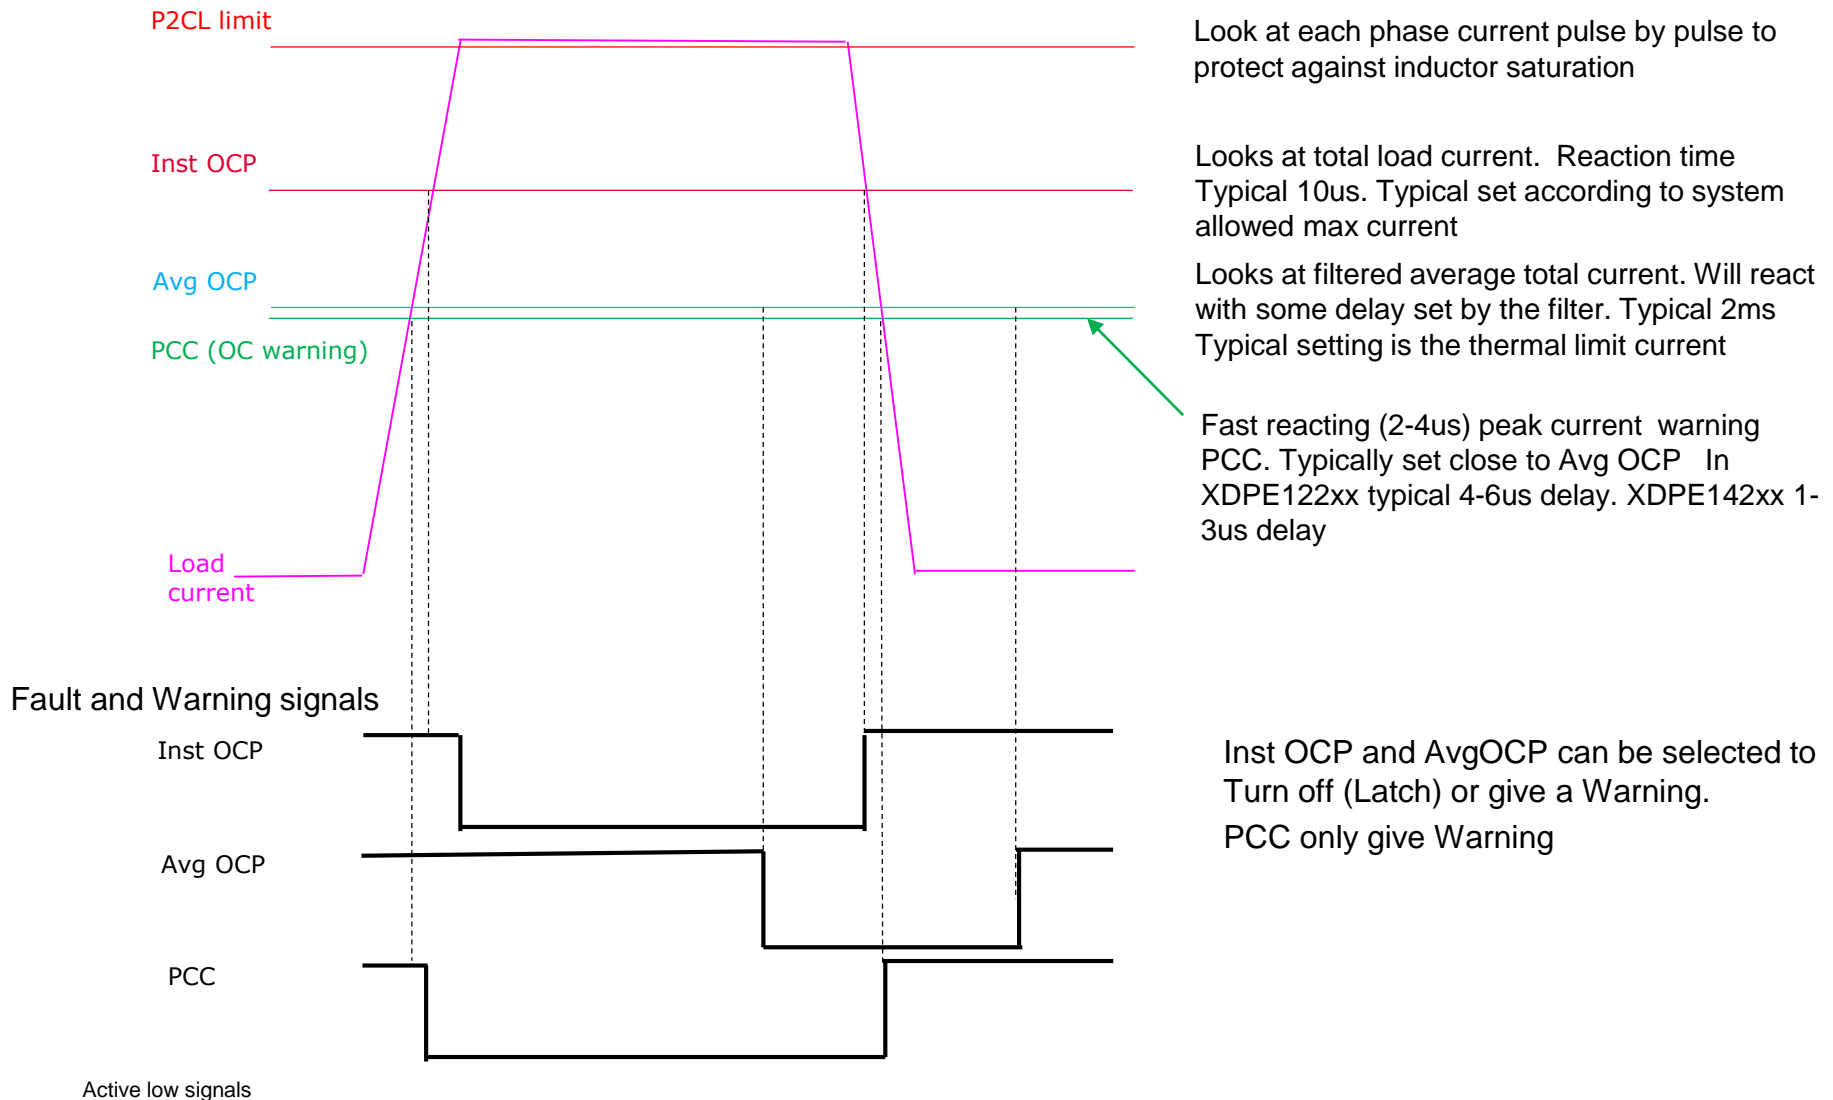 P2CL limit
Look at each phase current pulse by pulse to
protect against inductor saturation
Inst OCP
Looks at total load current.  Reaction time
Typical 10us. Typical set according to system
allowed max current
Avg OCP
Looks at filtered average total current. Will react
with some delay set by the filter. Typical 2ms
Typical setting is the thermal limit current
PCC (OC warning)
Fast reacting (2-4us) peak current  warning
PCC. Typically set close to Avg OCP   In
XDPE122xx typical 4-6us delay. XDPE142xx 1-
3us delay
Load
current
Fault and Warning signals
Inst OCP
Inst OCP and AvgOCP can be selected to
Turn off (Latch) or give a Warning.
PCC only give Warning
Avg OCP
PCC
Active low signals